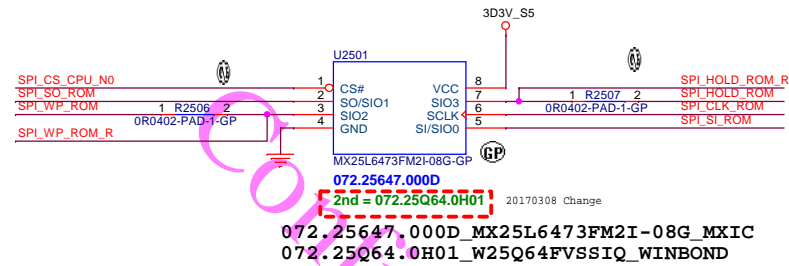 3D3V_S5
U2501
SPI_CS_CPU_N0
SPI_SO_ROM
SPI_WP_ROM
SPI_WP_ROM_R
1 R2506 2
0R0402-PAD-1-GP
1 CS# VCC 8
2 SO/SIO1 SIO3 7
3 SIO2 SCLK 6
4 GND SI/SIO0 5
1 R2507 2
0R0402-PAD-1-GP
SPI_HOLD_ROM_R
SPI_HOLD_ROM
SPI_CLK_ROM
SPI_SI_ROM
MX25L6473FM2I-08G-GP
GP
072.25647.000D
2nd = 072.25Q64.0H01
20170308 Change
072.25647.000D_MX25L6473FM2I-08G_MXIC
072.25Q64.0H01_W25Q64FVSSIQ_WINBOND